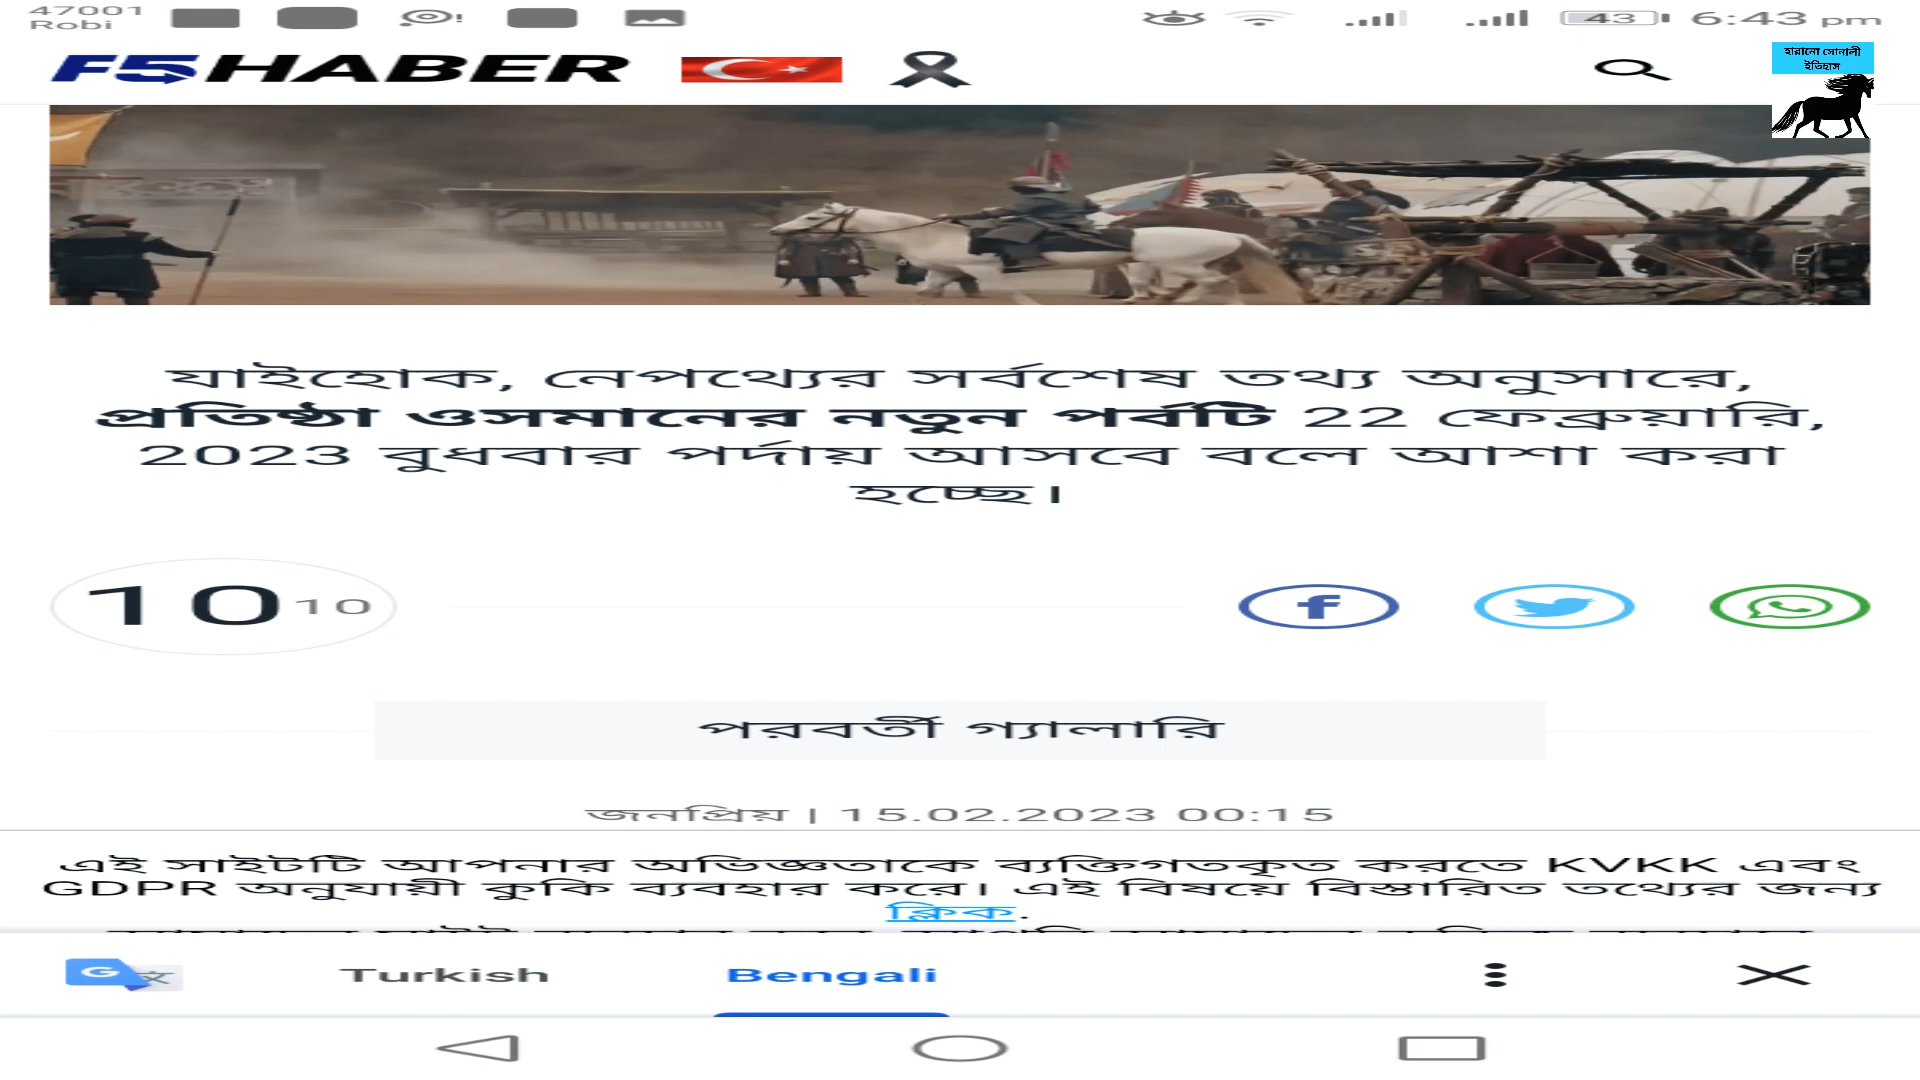 47001
Robi
43
6:43 pm
F5HABER
হারানো সোনালী
ইতিহাস
যাইহোক, নেপথ্যের সর্বশেষ তথ্য অনুসারে,
প্রতিষ্ঠা ওসমানের নতুন পর্বটি 22 ফেব্রুয়ারি,
2023 বুধবার পর্দায় আসবে বলে আশা করা
হচ্ছে।
10 10
পরবর্তী গ্যালারি
জনপ্রিয় | 15.02.2023 00:15
এই সাইটটি আপনার অভিজ্ঞতাকে ব্যক্তিগতকৃত করতে KVKK এবং
GDPR অনুযায়ী কুকি ব্যবহার করে। এই বিষয়ে বিস্তারিত তথ্যের জন্য
ক্লিক.
Turkish
Bengali